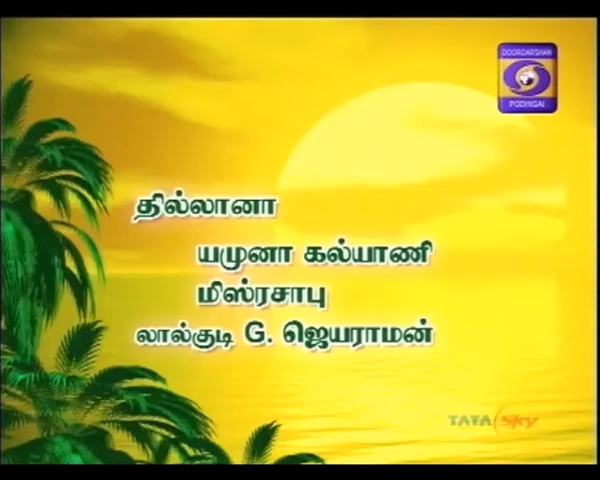 DOORDARSHAN
PODHIGAI
தில்லானா
யமுனா கல்யாணி
மிஸ்ரசாபு
லால்குடி G. ஜெயராமன்
TATA Sky